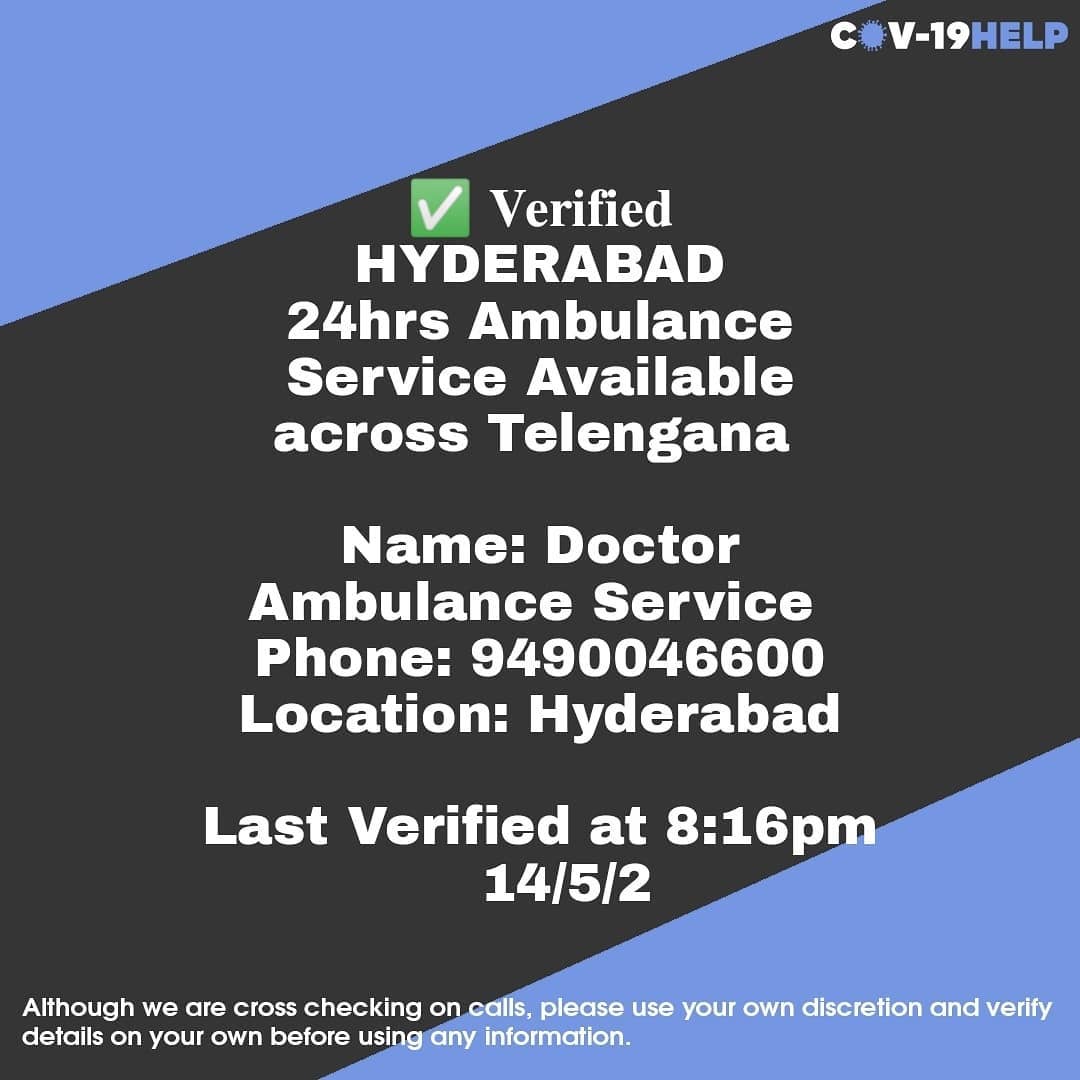 COV-19HELP
✅ Verified
HYDERABAD
24hrs Ambulance
Service Available
across Telengana
Name: Doctor
Ambulance Service
Phone: 9490046600
Location: Hyderabad
Last Verified at 8:16pm
14/5/2
Although we are cross checking on calls, please use your own discretion and verify
details on your own before using any information.